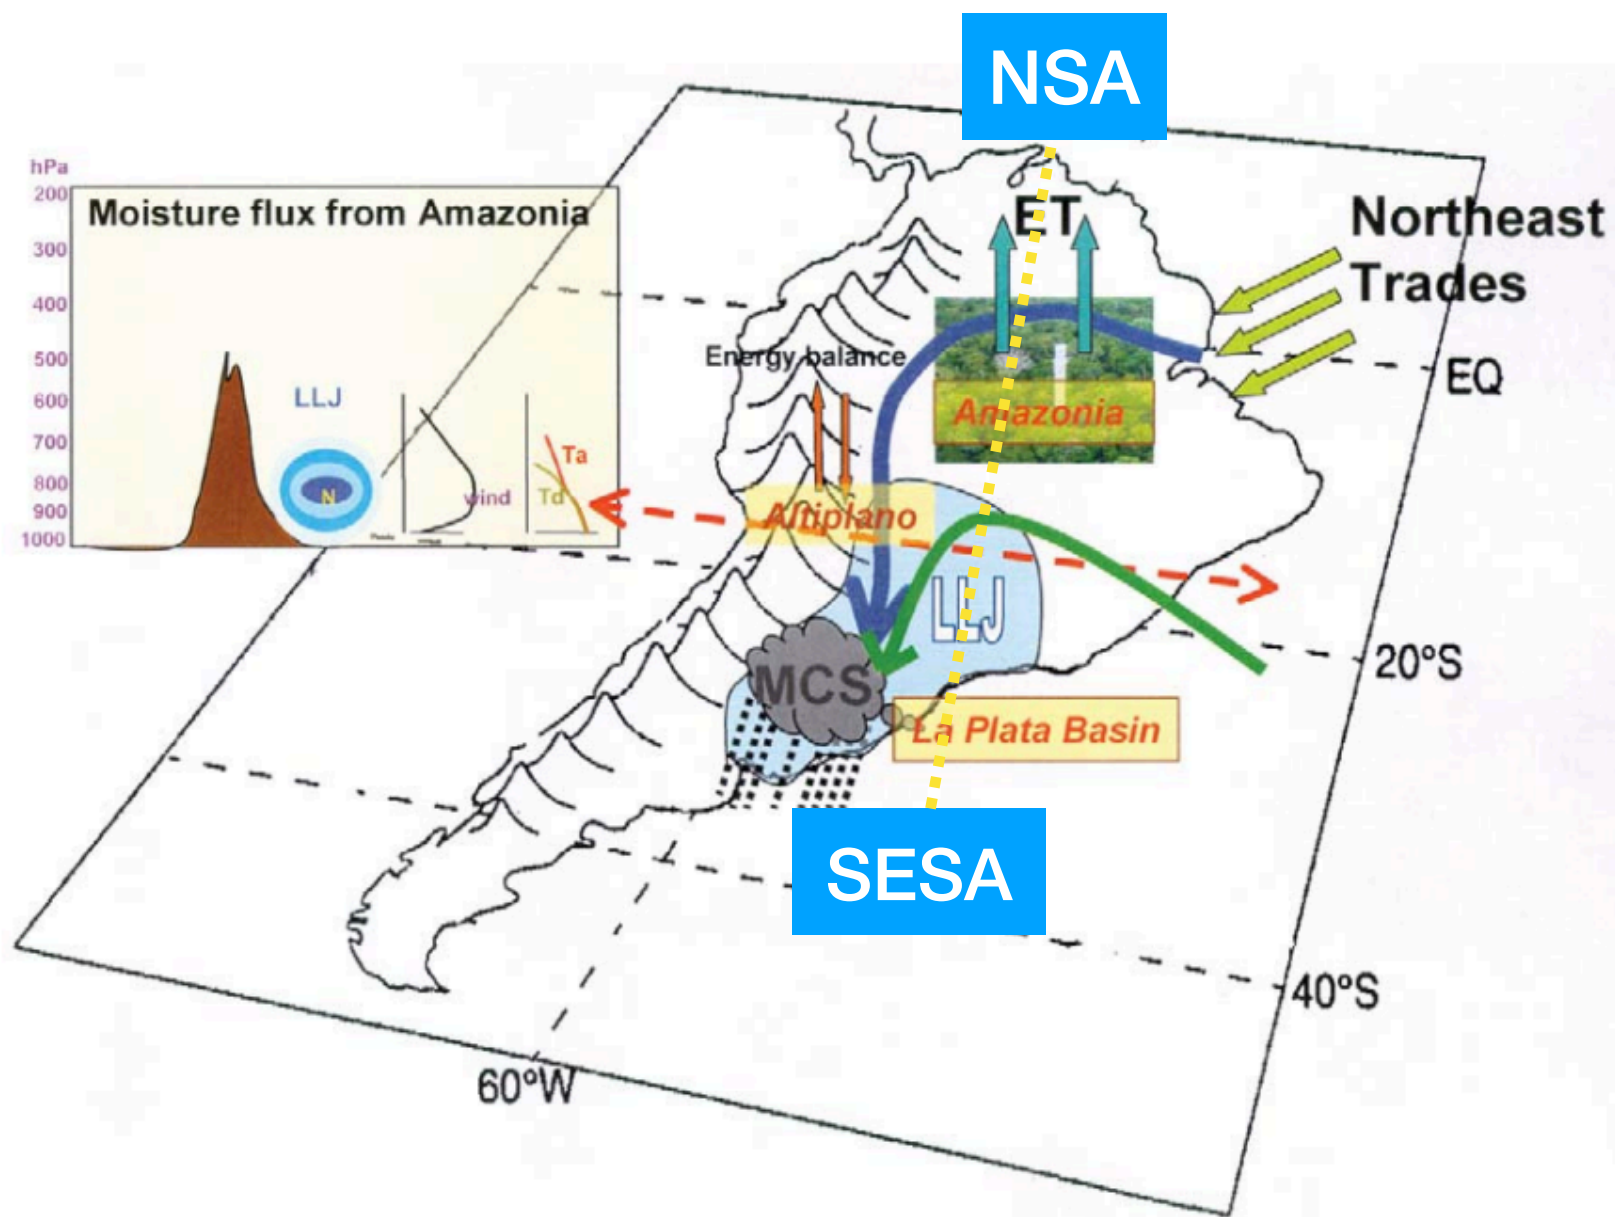 NSA
hPa
200
300
400
500
600
700
800
900
1000
Moisture flux from Amazonia
LLJ
N
wind
Ta
Td
ET
Northeast
Trades
Energy balance
EQ
Amazonia
Altiplano
LLJ
20°S
MCS
La Plata Basin
SESA
40°S
60°W